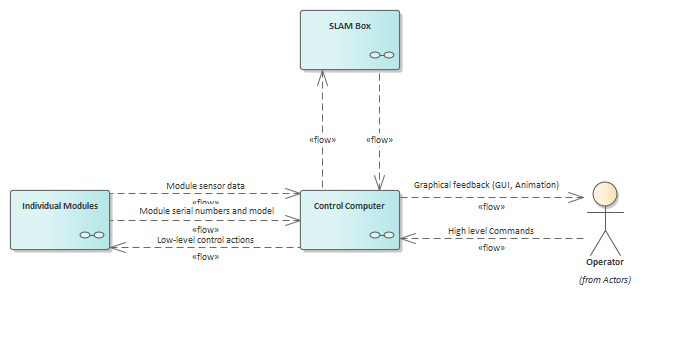 SLAM Box
«flow»
«flow»
Individual Modules
Module sensor data
«flow»
Module serial numbers and model
«flow»
Low-level control actions
«flow»
Control Computer
Graphical feedback (GUI, Animation)
«flow»
High level Commands
«flow»
Operator
(from Actors)